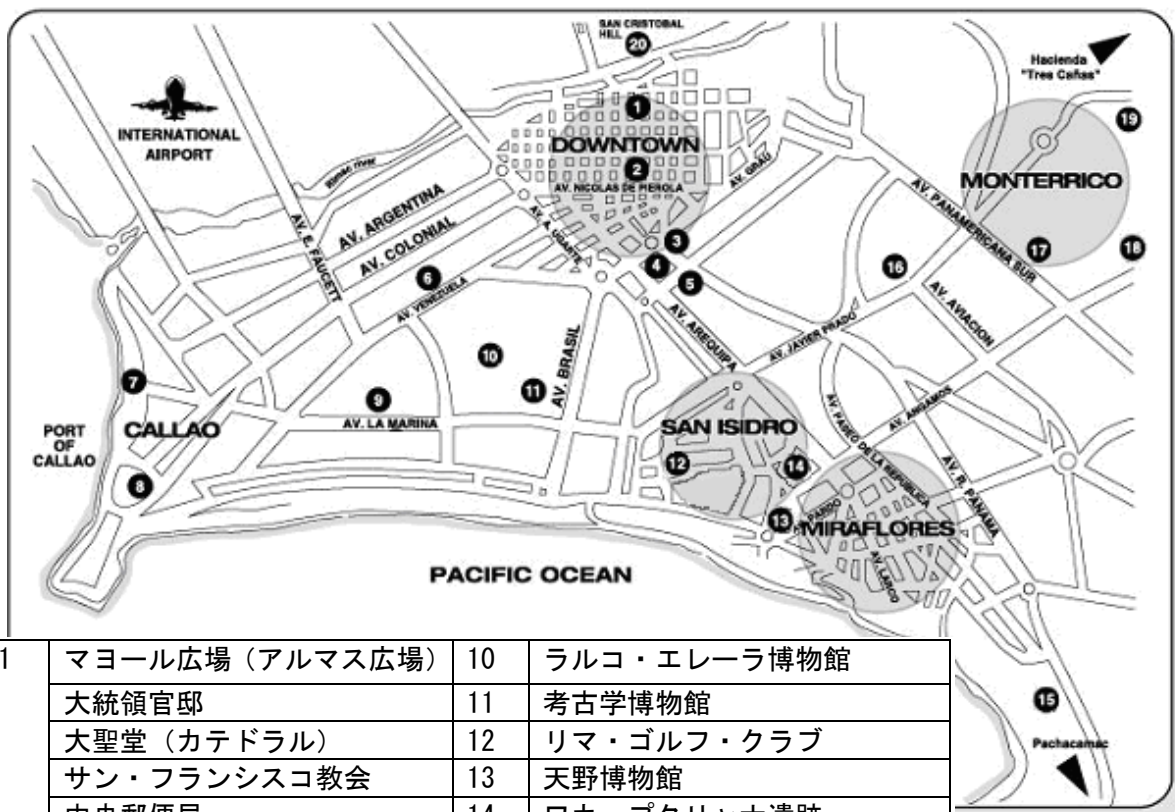 SAN CRISTOBAL
HILL
20
Hacienda
"Tres Cañas"
INTERNATIONAL
AIRPORT
1
19
DOWNTOWN
2
AV. NICOLAS DE PIEROLA
AV. GRAU
MONTERRICO
Rimac river
AV. ARGENTINA
AV. COLONIAL
AV. E. FAUCETT
AV. A. UGARTE
AV. PANAMERICANA SUR
3
4
5
6
16
17
18
AV. VENEZUELA
AV. AREQUIPA
AV. JAVIER PRADO
AV. AVIACION
10
AV. BRASIL
7
11
9
AV. LA MARINA
PORT
OF
CALLAO
CALLAO
8
SAN ISIDRO
12
14
AV. PASEO DE LA REPUBLICA
AV. ANGAMOS
AV. R. PANAMA
13
PARDO
MIRAFLORES
AV. LARCO
PACIFIC OCEAN
15
Pachacamac
1 マヨール広場（アルマス広場） 10 ラルコ・エレーラ博物館
大統領官邸 11 考古学博物館
大聖堂（カテドラル） 12 リマ・ゴルフ・クラブ
サン・フランシスコ教会 13 天野博物館